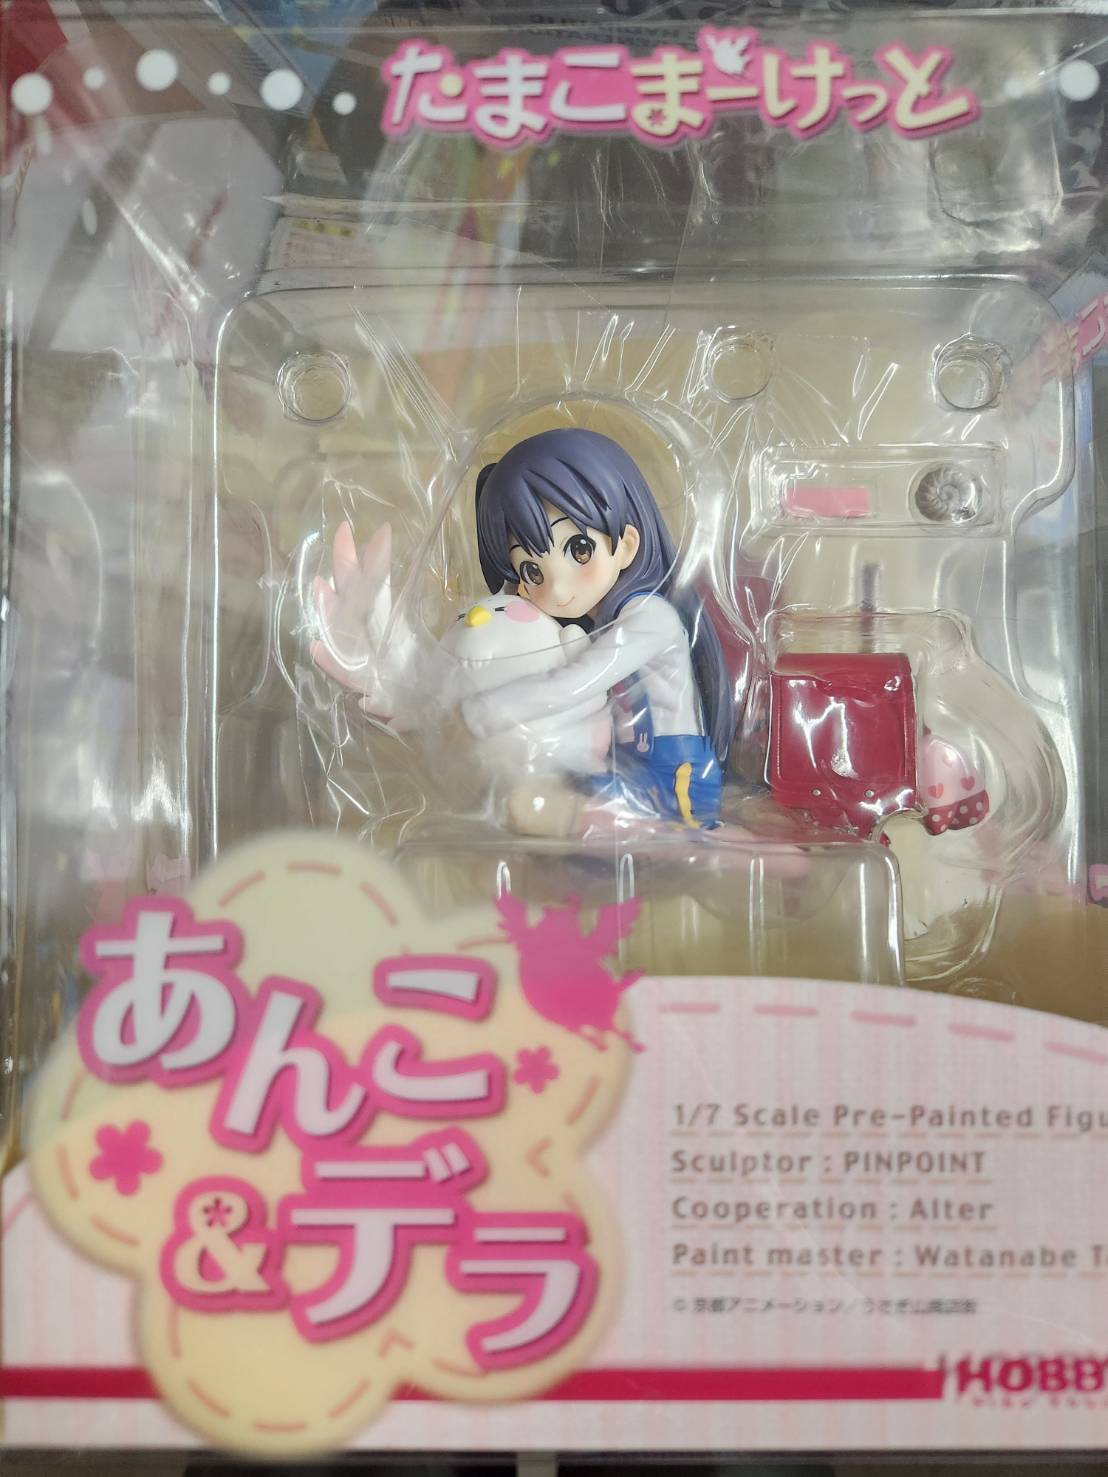 たまこまーけっと
あんこ
&デラ
1/7 Scale Pre-Painted Figu
Sculptor : PINPOINT
Cooperation : Alter
Paint master : Watanabe T
© 京都アニメーション/うさぎ山商店街
HOBBY